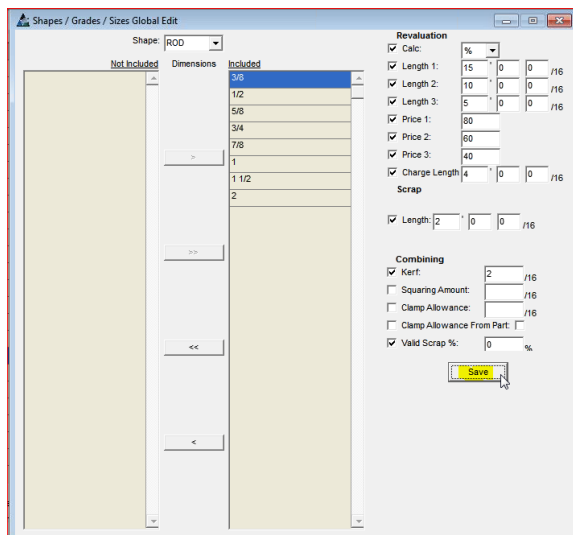 Shapes / Grades / Sizes Global Edit
Shape: ROD
Not Included Dimensions Included
3/8
1/2
5/8
3/4
7/8
1
1 1/2
2
>
>>
<<
<
Revaluation
Calc: %
Length 1: 15 ' 0 0 /16
Length 2: 10 ' 0 0 /16
Length 3: 5 ' 0 0 /16
Price 1: 80
Price 2: 60
Price 3: 40
Charge Length 4 ' 0 0 /16
Scrap
Length: 2 ' 0 0 /16
Combining
Kerf: 2 /16
Squaring Amount: /16
Clamp Allowance: /16
Clamp Allowance From Part:
Valid Scrap %: 0 %
Save